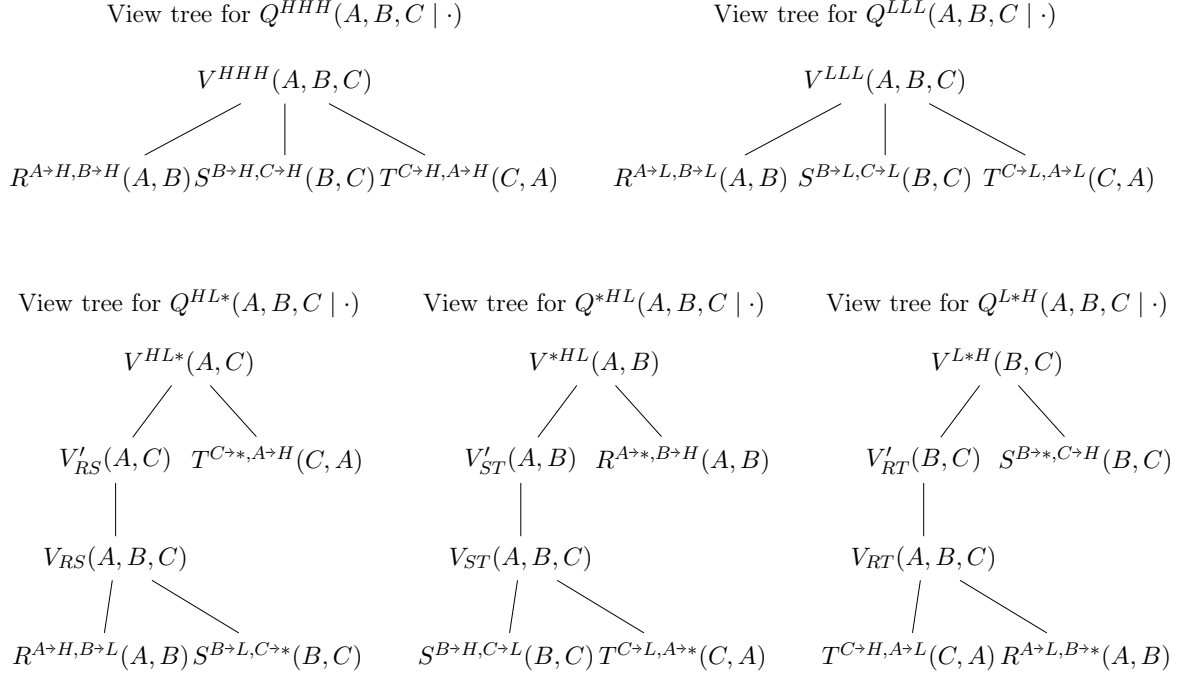 View tree for Q^{HHH}(A, B, C | ·) View tree for Q^{LLL}(A, B, C | ·)
V^{HHH}(A, B, C) V^{LLL}(A, B, C)
R^{A→H,B→H}(A, B) S^{B→H,C→H}(B, C) T^{C→H,A→H}(C, A) R^{A→L,B→L}(A, B) S^{B→L,C→L}(B, C) T^{C→L,A→L}(C, A)
View tree for Q^{HL*}(A, B, C | ·) View tree for Q^{*HL}(A, B, C | ·) View tree for Q^{L*H}(A, B, C | ·)
V^{HL*}(A, C) V^{*HL}(A, B) V^{L*H}(B, C)
V'_{RS}(A, C) T^{C→*,A→H}(C, A) V'_{ST}(A, B) R^{A→*,B→H}(A, B) V'_{RT}(B, C) S^{B→*,C→H}(B, C)
V_{RS}(A, B, C) V_{ST}(A, B, C) V_{RT}(A, B, C)
R^{A→H,B→L}(A, B) S^{B→L,C→*}(B, C) S^{B→H,C→L}(B, C) T^{C→L,A→*}(C, A) T^{C→H,A→L}(C, A) R^{A→L,B→*}(A, B)